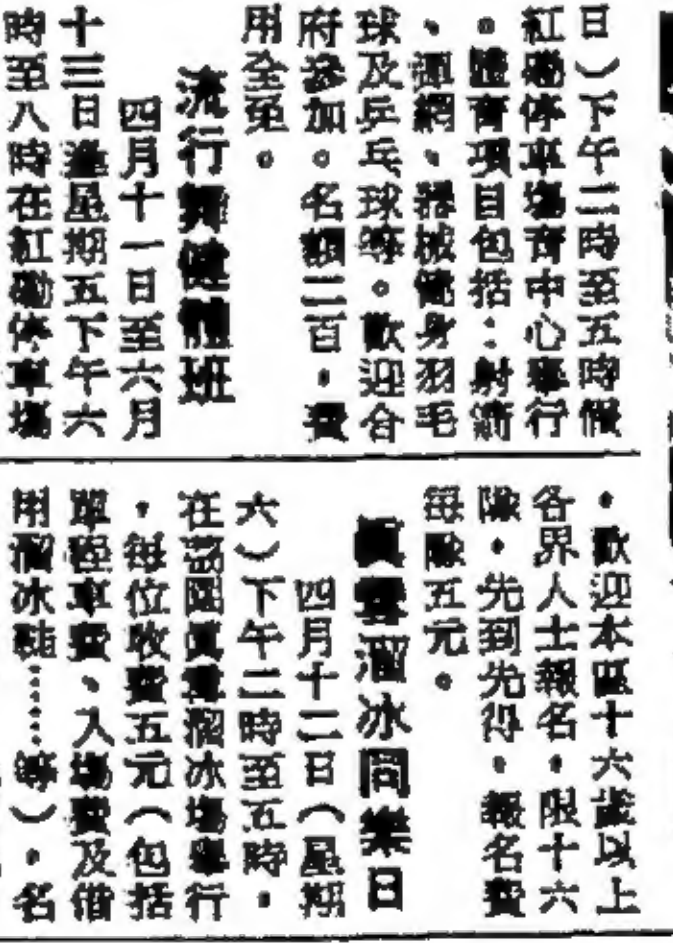 日）下午二時至五時假
紅磡停車場育中心舉行
。體育項目包括：射箭
、彈網、器械健身羽毛
球及乒乓球等。歡迎合
府參加。名額二百，費
用全免。
流行舞健體班
四月十一日至六月
十三日逢星期五下午六
時至八時在紅磡停車場
，歡迎本區十六歲以上
各界人士報名，限十六
隊，先到先得，報名費
每隊五元。
真雪溜冰同樂日
四月十二日（星期
六）下午二時至五時，
在荔園真雪溜冰場舉行
，每位收費五元（包括
單程車費、入場費及借
用溜冰鞋……等），名